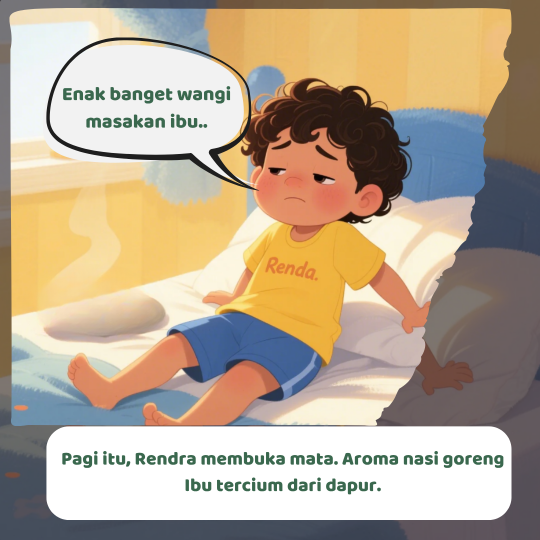 Enak banget wangi
masakan ibu..
Renda.
Pagi itu, Rendra membuka mata. Aroma nasi goreng
Ibu tercium dari dapur.